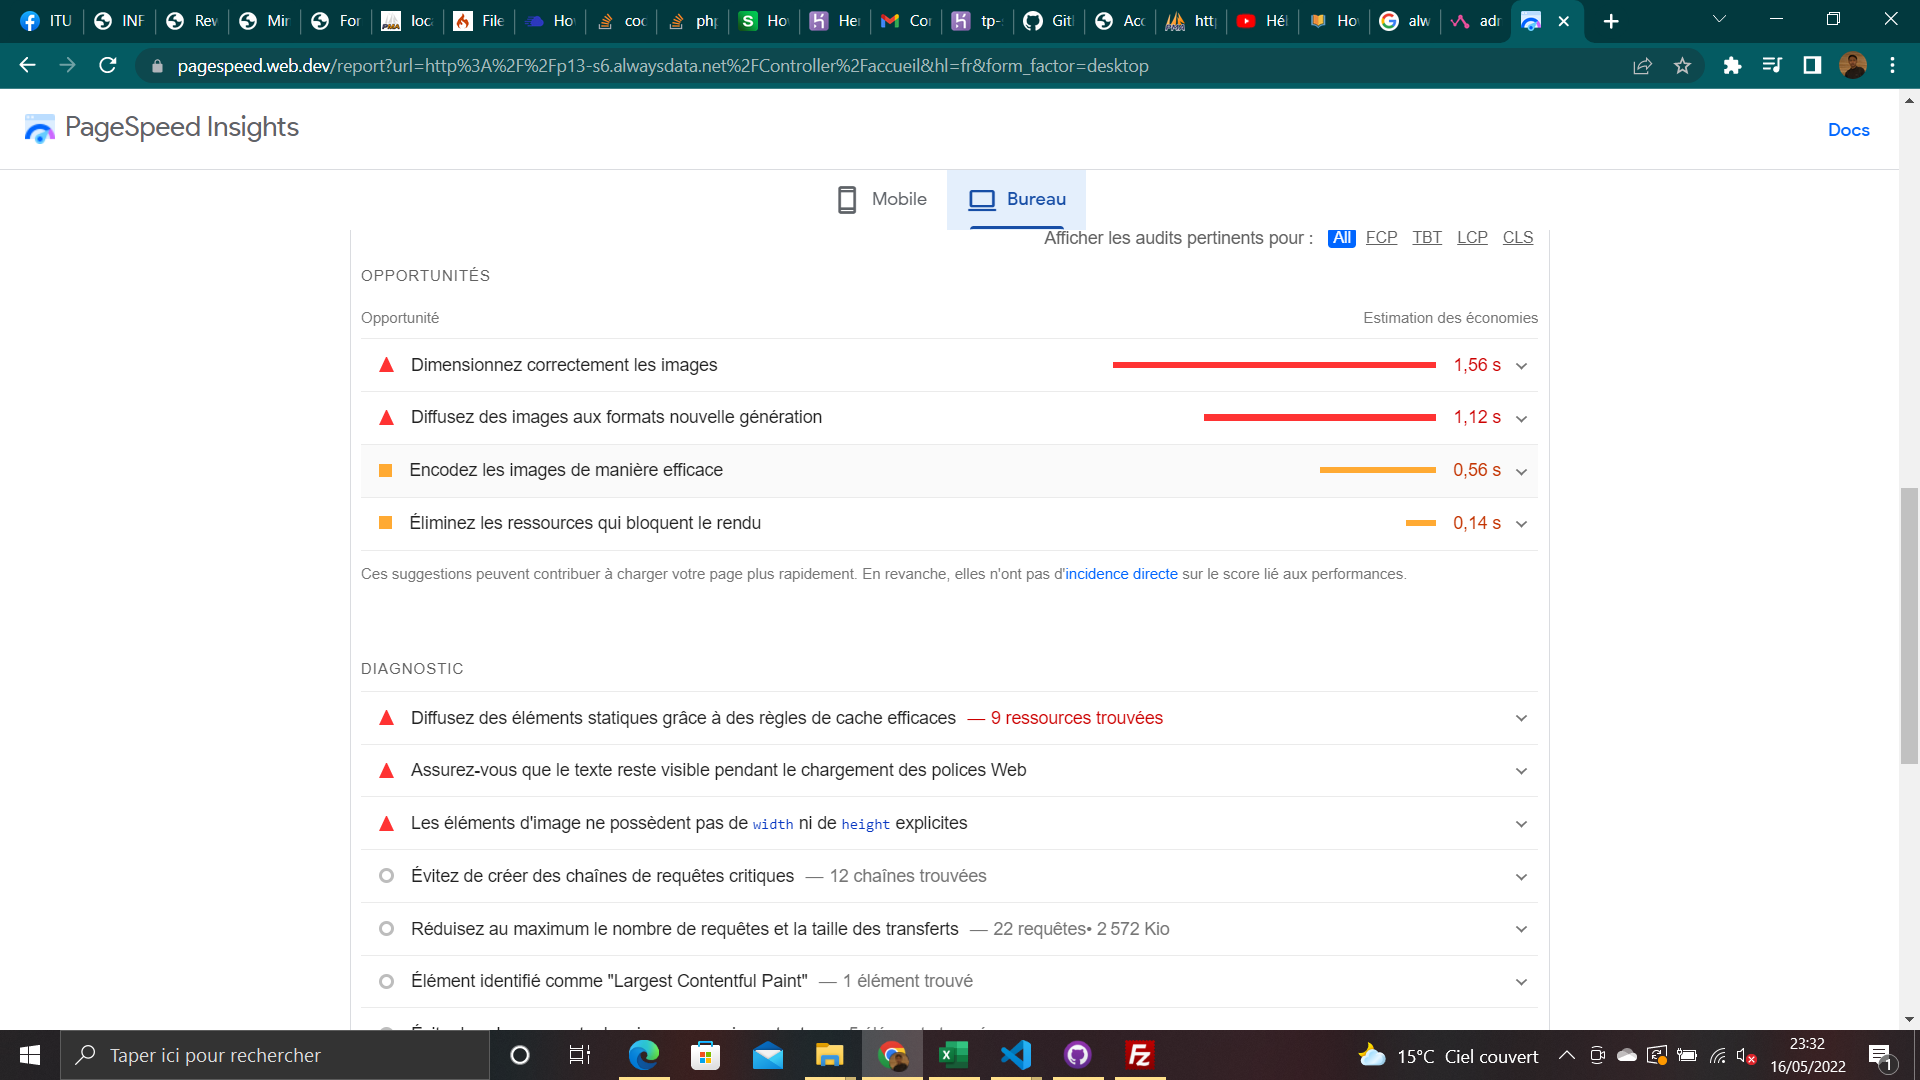 ITU
INF
Rev
Min
For
loca
File
Hov
coc
php
Hov
Her
Cor
tp-
Gitl
Acc
http
Hél
Hov
alw
adr
pagespeed.web.dev/report?url=http%3A%2F%2Fp13-s6.alwaysdata.net%2FController%2Faccueil&hl=fr&form_factor=desktop
PageSpeed Insights
Docs
Mobile
Bureau
Afficher les audits pertinents pour : All FCP TBT LCP CLS
OPPORTUNITÉS
Opportunité Estimation des économies
Dimensionnez correctement les images 1,56 s
Diffusez des images aux formats nouvelle génération 1,12 s
Encodez les images de manière efficace 0,56 s
Éliminez les ressources qui bloquent le rendu 0,14 s
Ces suggestions peuvent contribuer à charger votre page plus rapidement. En revanche, elles n'ont pas d'incidence directe sur le score lié aux performances.
DIAGNOSTIC
Diffusez des éléments statiques grâce à des règles de cache efficaces — 9 ressources trouvées
Assurez-vous que le texte reste visible pendant le chargement des polices Web
Les éléments d'image ne possèdent pas de width ni de height explicites
Évitez de créer des chaînes de requêtes critiques — 12 chaînes trouvées
Réduisez au maximum le nombre de requêtes et la taille des transferts — 22 requêtes• 2 572 Kio
Élément identifié comme "Largest Contentful Paint" — 1 élément trouvé
Taper ici pour rechercher
15°C Ciel couvert
23:32
16/05/2022
1